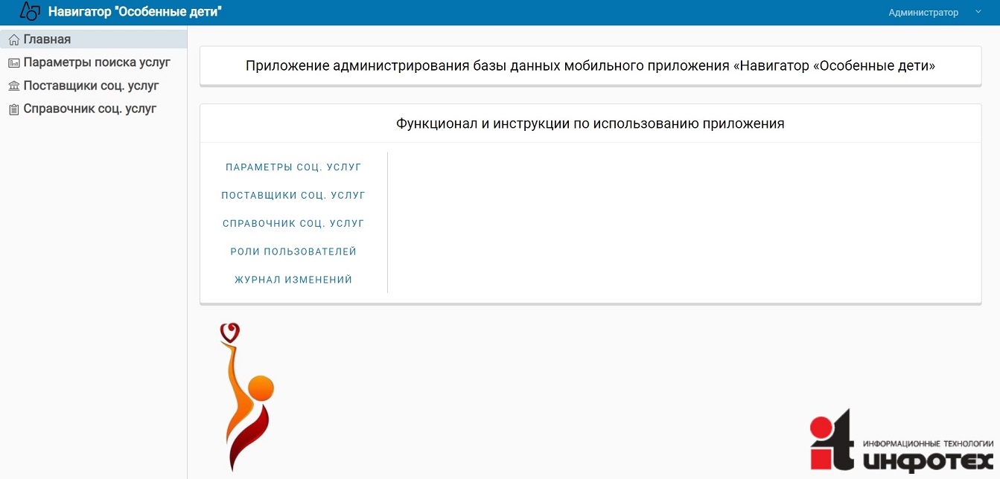 Навигатор "Особенные дети"
Администратор
Главная
Параметры поиска услуг
Поставщики соц. услуг
Справочник соц. услуг
Приложение администрирования базы данных мобильного приложения «Навигатор «Особенные дети»
Функционал и инструкции по использованию приложения
ПАРАМЕТРЫ СОЦ. УСЛУГ
ПОСТАВЩИКИ СОЦ. УСЛУГ
СПРАВОЧНИК СОЦ. УСЛУГ
РОЛИ ПОЛЬЗОВАТЕЛЕЙ
ЖУРНАЛ ИЗМЕНЕНИЙ
it
ИНФОРМАЦИОННЫЕ ТЕХНОЛОГИИ
ИНФОТЕХ